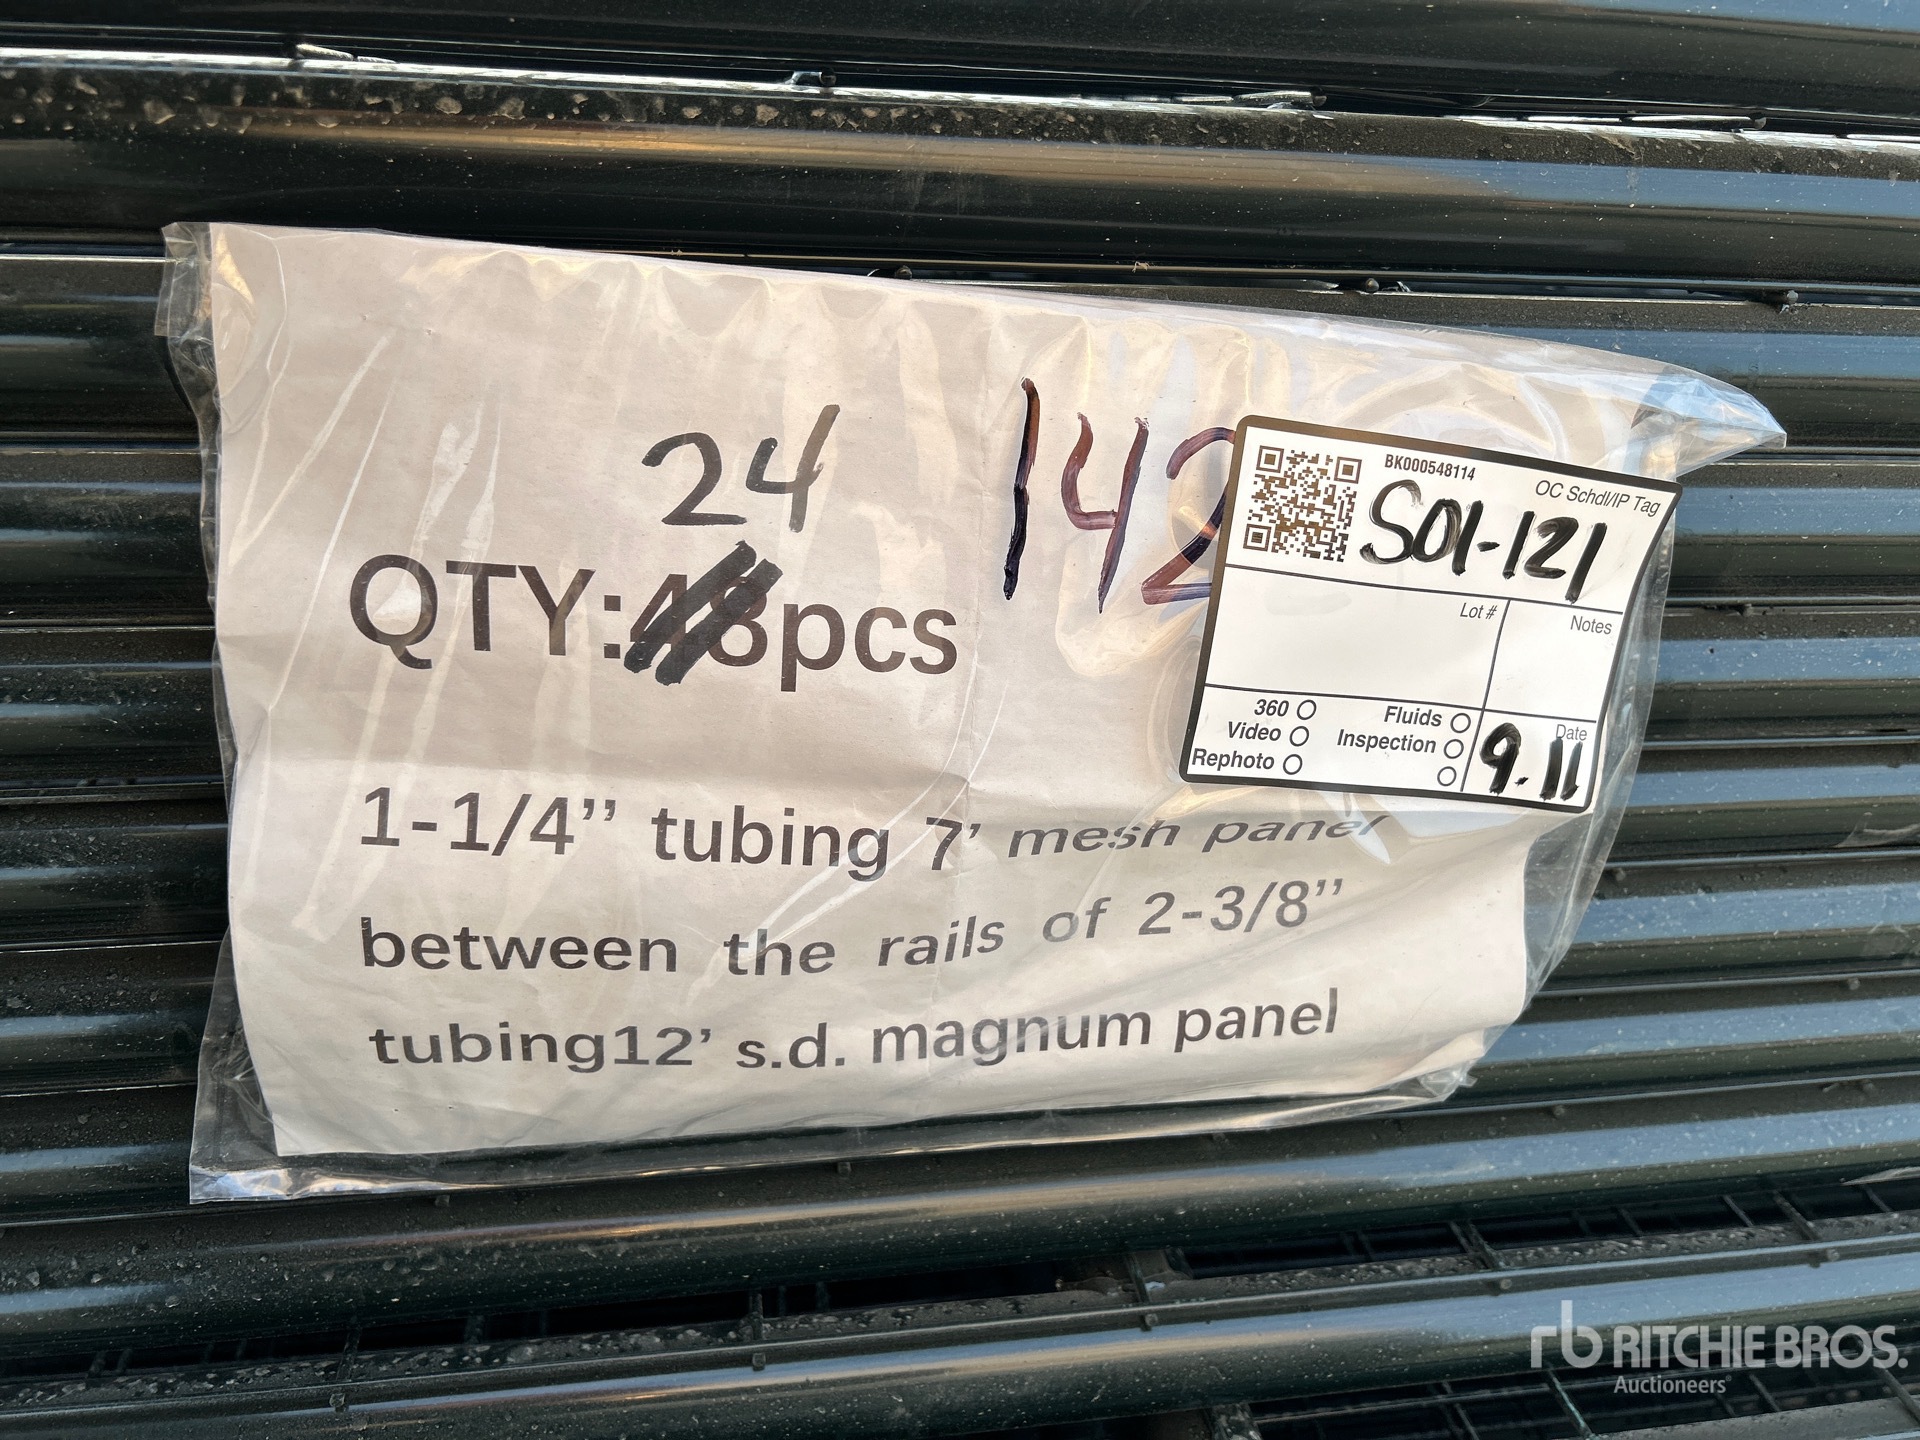 24
142
QTY:48pcs
1-1/4” tubing 7’ mesh panel
between the rails of 2-3/8”
tubing12’ s.d. magnum panel
BK000548114
OC Schdl/IP Tag
S01-121
Lot #
Notes
360
Video
Rephoto
Fluids
Inspection
Date
9.11
rb RITCHIE BROS.
Auctioneers